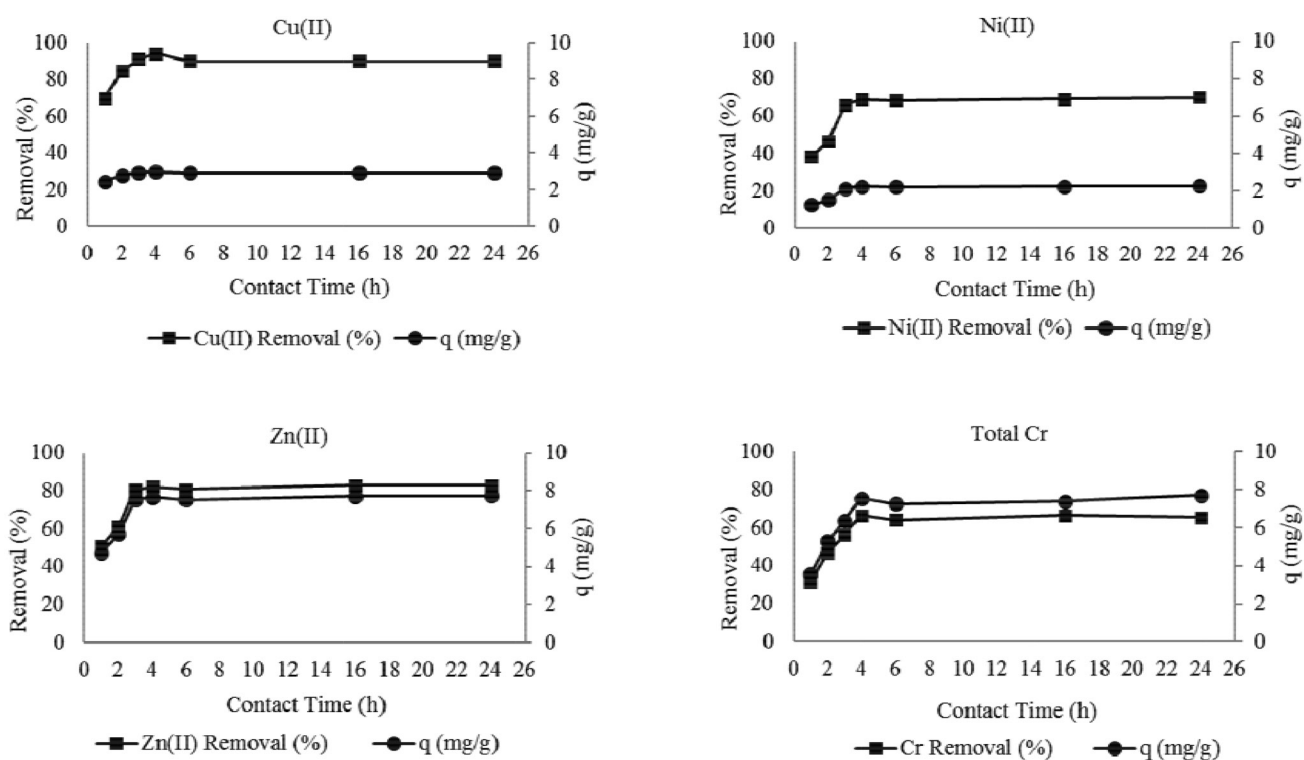 Cu(II)
100
80
60
40
20
0
Removal (%)
10
8
6
4
2
0
q (mg/g)
0 2 4 6 8 10 12 14 16 18 20 22 24 26
Contact Time (h)
Cu(II) Removal (%) q (mg/g)
Ni(II)
100
80
60
40
20
0
Removal (%)
10
8
6
4
2
0
q (mg/g)
0 2 4 6 8 10 12 14 16 18 20 22 24 26
Contact Time (h)
Ni(II) Removal (%) q (mg/g)
Zn(II)
100
80
60
40
20
0
Removal (%)
10
8
6
4
2
0
q (mg/g)
0 2 4 6 8 10 12 14 16 18 20 22 24 26
Contact Time (h)
Zn(II) Removal (%) q (mg/g)
Total Cr
100
80
60
40
20
0
Removal (%)
10
8
6
4
2
0
q (mg/g)
0 2 4 6 8 10 12 14 16 18 20 22 24 26
Contact Time (h)
Cr Removal (%) q (mg/g)